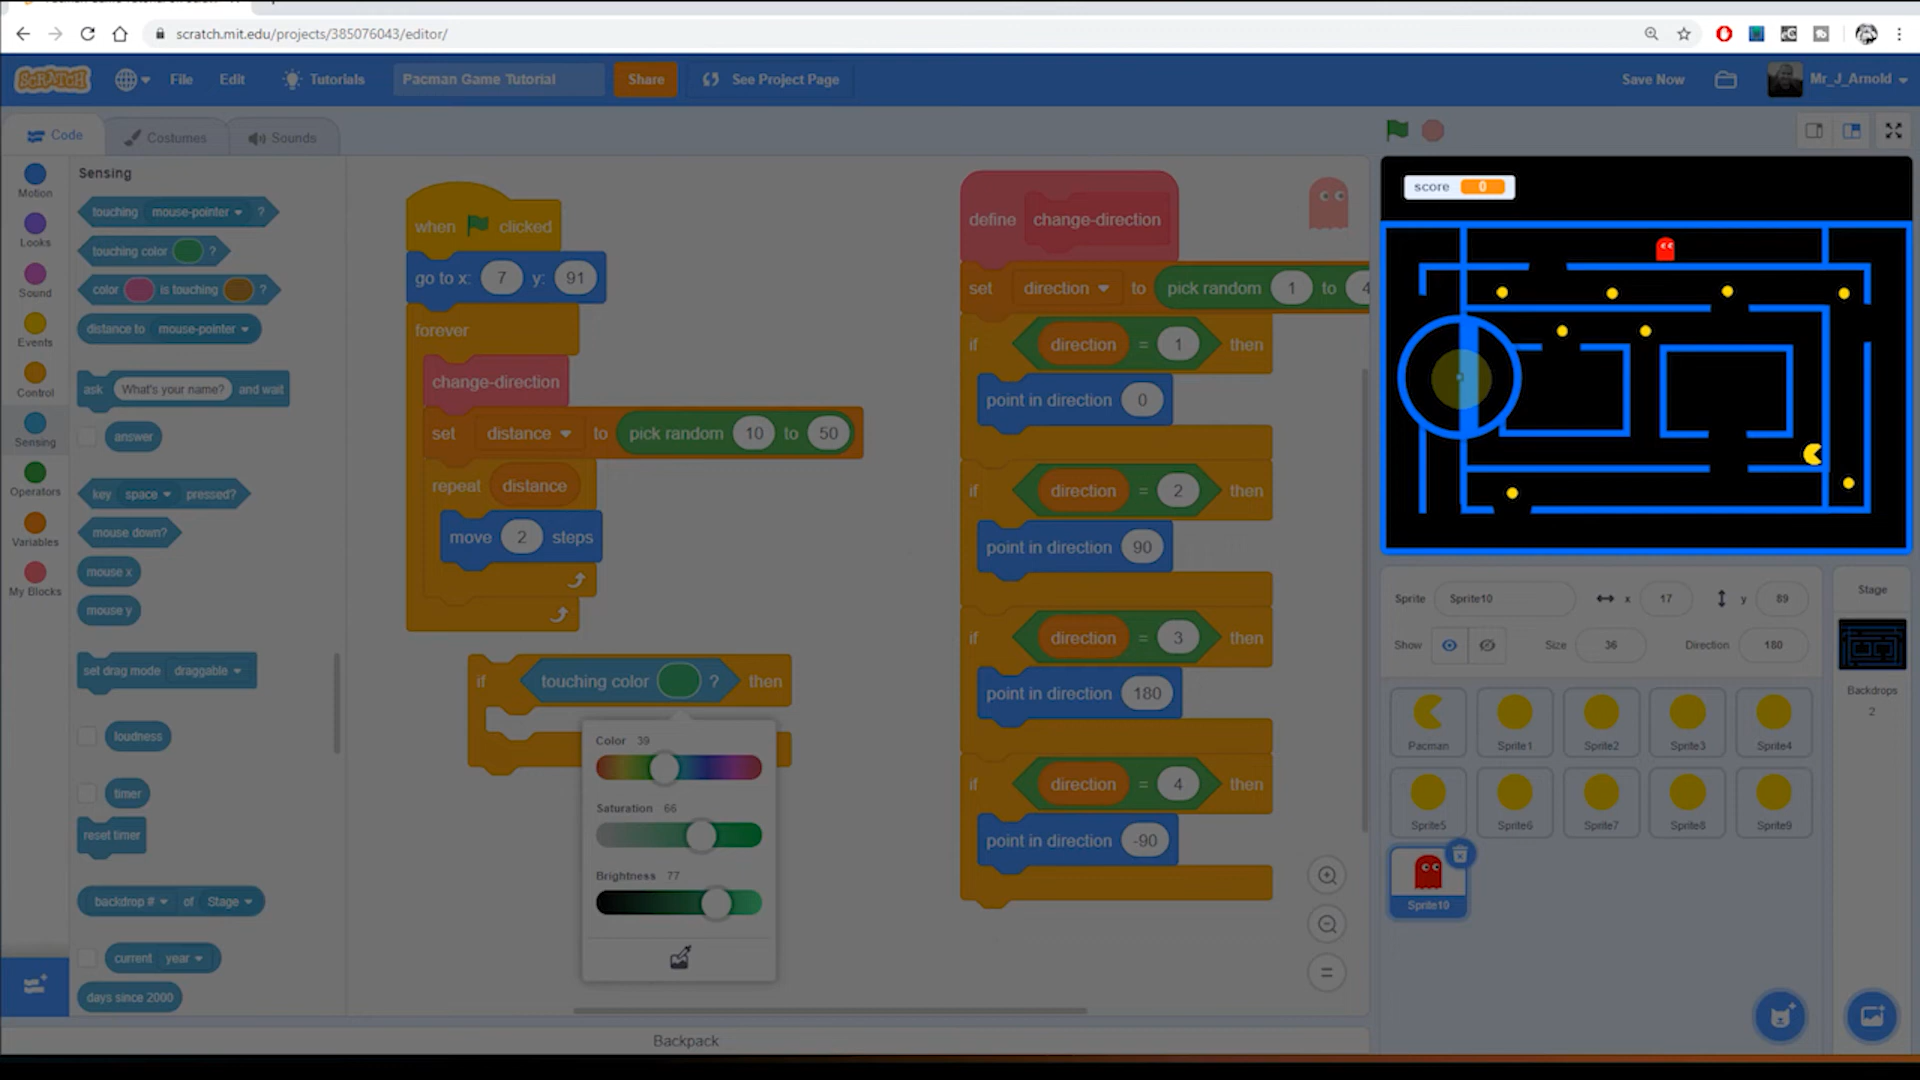 scratch.mit.edu/projects/385076043/editor/
SCRATCH
File
Edit
Tutorials
Pacman Game Tutorial
Share
See Project Page
Save Now
Mr_J_Arnold
Code
Costumes
Sounds
Motion
Looks
Sound
Events
Control
Sensing
Operators
Variables
My Blocks
Sensing
touching mouse-pointer ?
touching color ?
color is touching ?
distance to mouse-pointer
ask What's your name? and wait
answer
key space pressed?
mouse down?
mouse x
mouse y
set drag mode draggable
loudness
timer
reset timer
backdrop # of Stage
current year
days since 2000
when clicked
go to x: 7 y: 91
forever
change-direction
set distance to pick random 10 to 50
repeat distance
move 2 steps
if touching color ? then
Color 39
Saturation 66
Brightness 77
define change-direction
set direction to pick random 1 to 4
if direction = 1 then
point in direction 0
if direction = 2 then
point in direction 90
if direction = 3 then
point in direction 180
if direction = 4 then
point in direction -90
Backpack
score 0
Sprite Sprite10 x 17 y 89
Show Size 36 Direction 180
Pacman
Sprite1
Sprite2
Sprite3
Sprite4
Sprite5
Sprite6
Sprite7
Sprite8
Sprite9
Sprite10
Stage
Backdrops
2